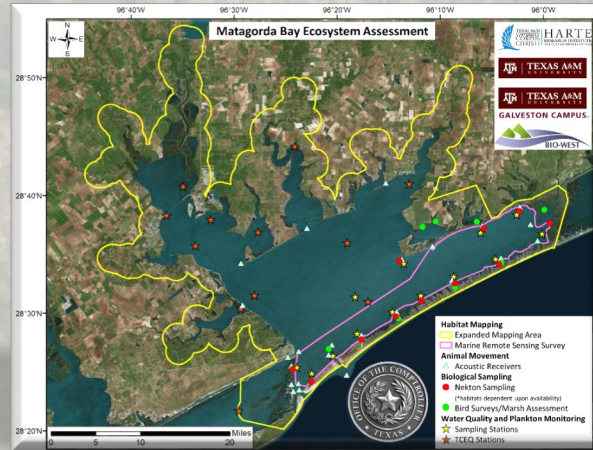 96°40'
96°30'
96°20'
96°10'
96°0'
Matagorda Bay Ecosystem Assessment
N
W
E
S
28°50'
28°40'
28°30'
28°20'
HARTE
TEXAS A&M
UNIVERSITY
TEXAS A&M
UNIVERSITY
GALVESTON CAMPUS.
BIO-WEST
Habitat Mapping
Expanded Mapping Area
Marine Remote Sensing Survey
Animal Movement
Acoustic Receivers
Biological Sampling
Nekton Sampling
(*habitats dependent upon availability)
Bird Surveys/Marsh Assessment
Water Quality and Plankton Monitoring
Sampling Stations
TCEQ Stations
OFFICE OF THE COMPTROLLER
TEXAS
Miles
0 5 10 20